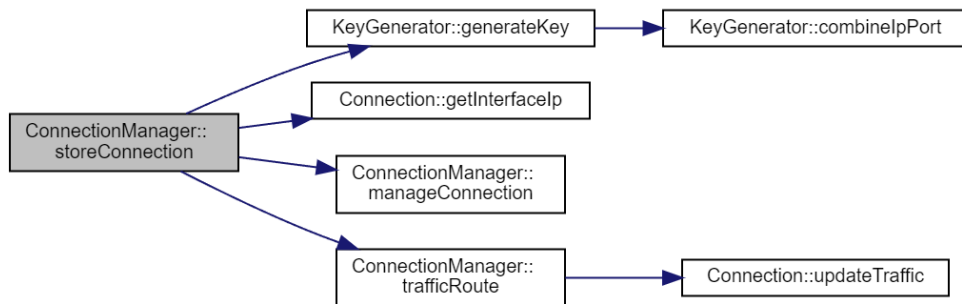 KeyGenerator::generateKey
KeyGenerator::combineIpPort
Connection::getInterfaceIp
ConnectionManager::
storeConnection
ConnectionManager::
manageConnection
ConnectionManager::
trafficRoute
Connection::updateTraffic